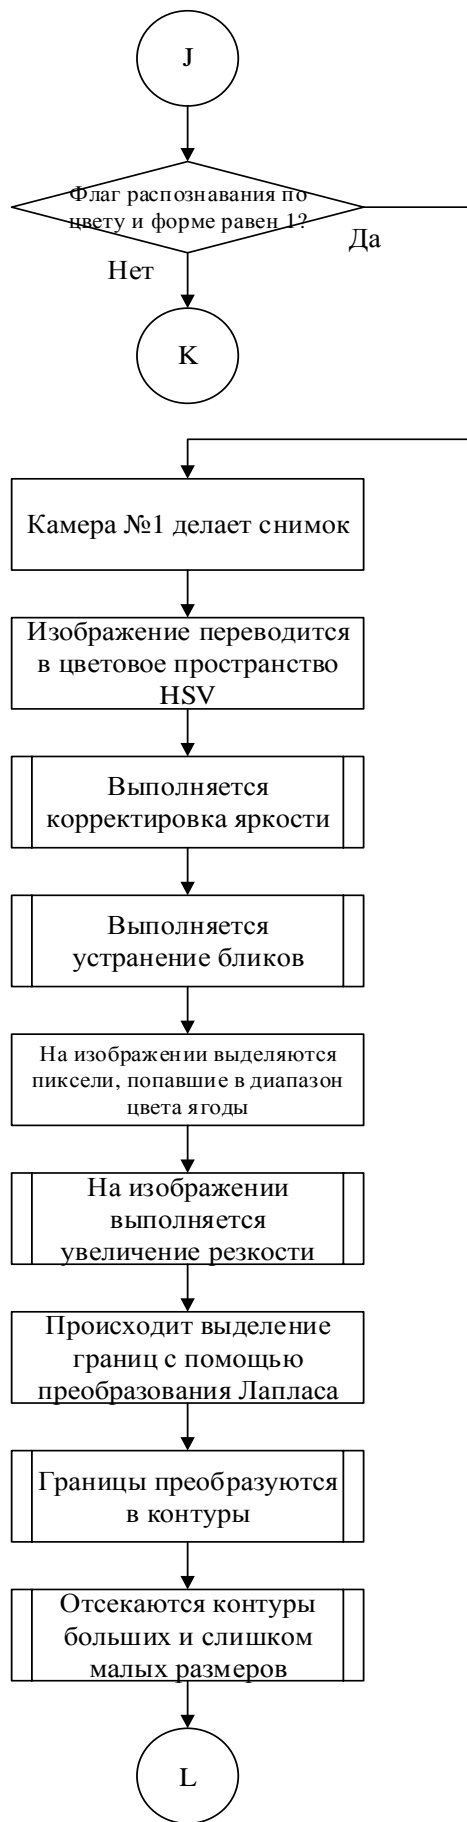 J
Флаг распознавания по
цвету и форме равен 1?
Да
Нет
K
Камера №1 делает снимок
Изображение переводится
в цветовое пространство
HSV
Выполняется
корректировка яркости
Выполняется
устранение бликов
На изображении выделяются
пиксели, попавшие в диапазон
цвета ягоды
На изображении
выполняется
увеличение резкости
Происходит выделение
границ с помощью
преобразования Лапласа
Границы преобразуются
в контуры
Отсекаются контуры
больших и слишком
малых размеров
L